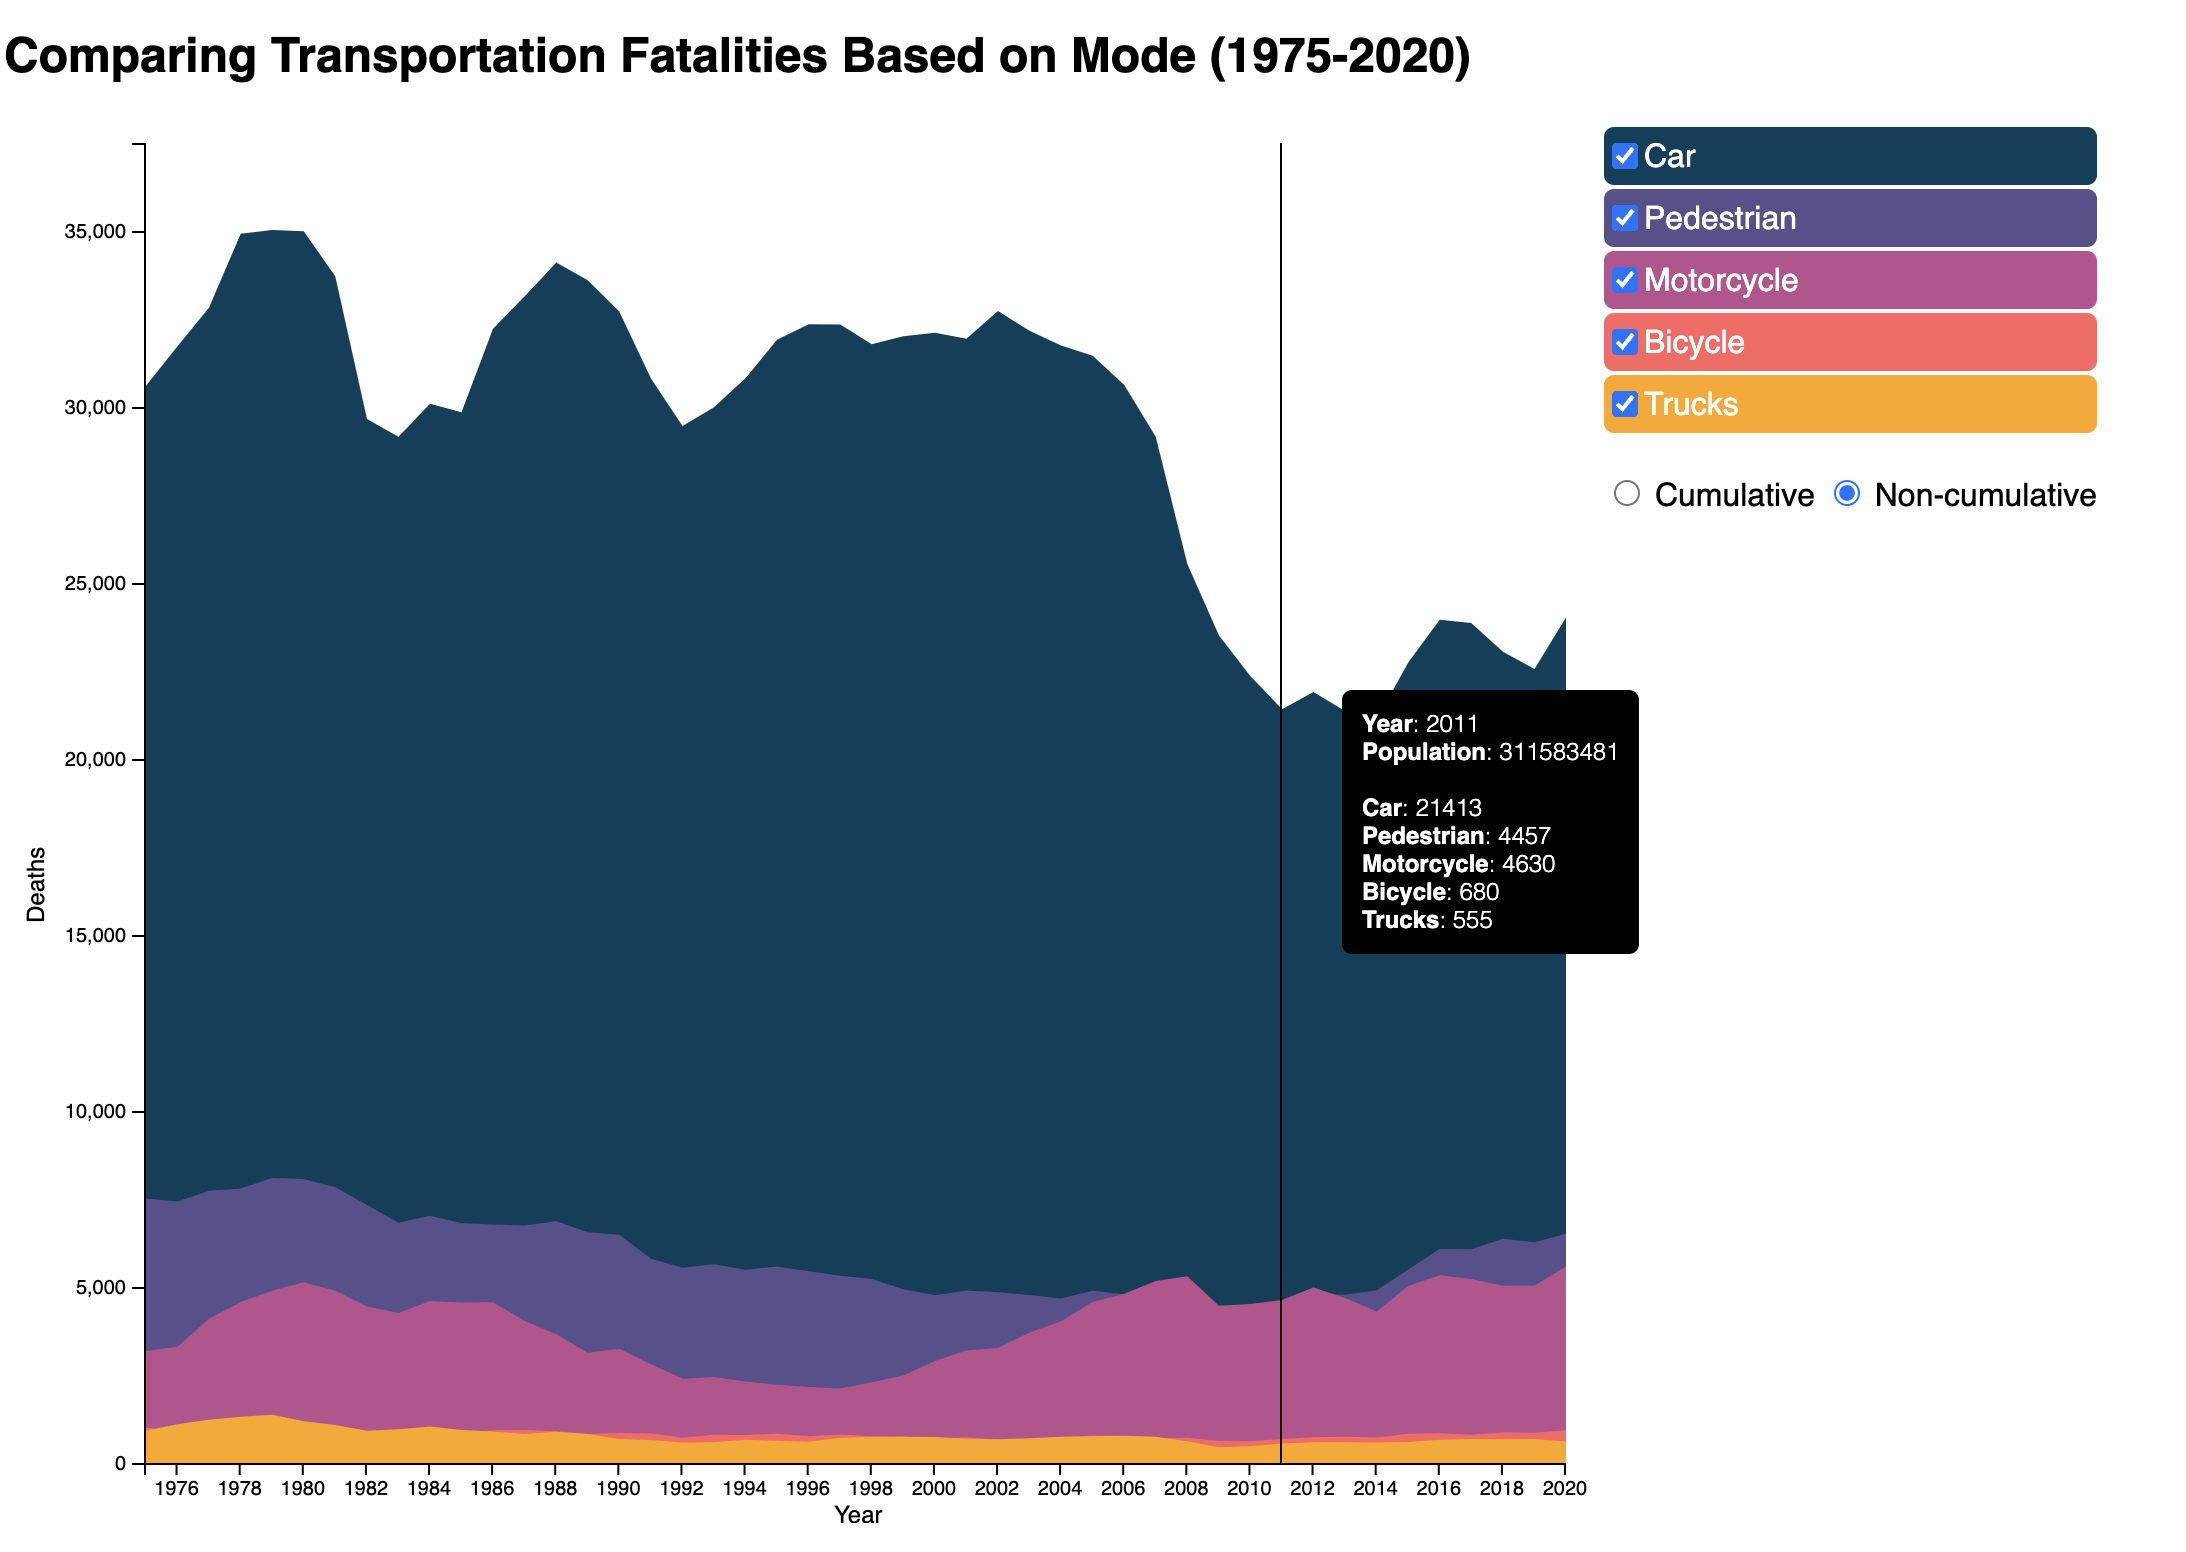 Comparing Transportation Fatalities Based on Mode (1975-2020)
Car
Pedestrian
Motorcycle
Bicycle
Trucks
Cumulative Non-cumulative
35,000
30,000
25,000
20,000
15,000
10,000
5,000
0
Deaths
Year: 2011
Population: 311583481
Car: 21413
Pedestrian: 4457
Motorcycle: 4630
Bicycle: 680
Trucks: 555
1976 1978 1980 1982 1984 1986 1988 1990 1992 1994 1996 1998 2000 2002 2004 2006 2008 2010 2012 2014 2016 2018 2020
Year